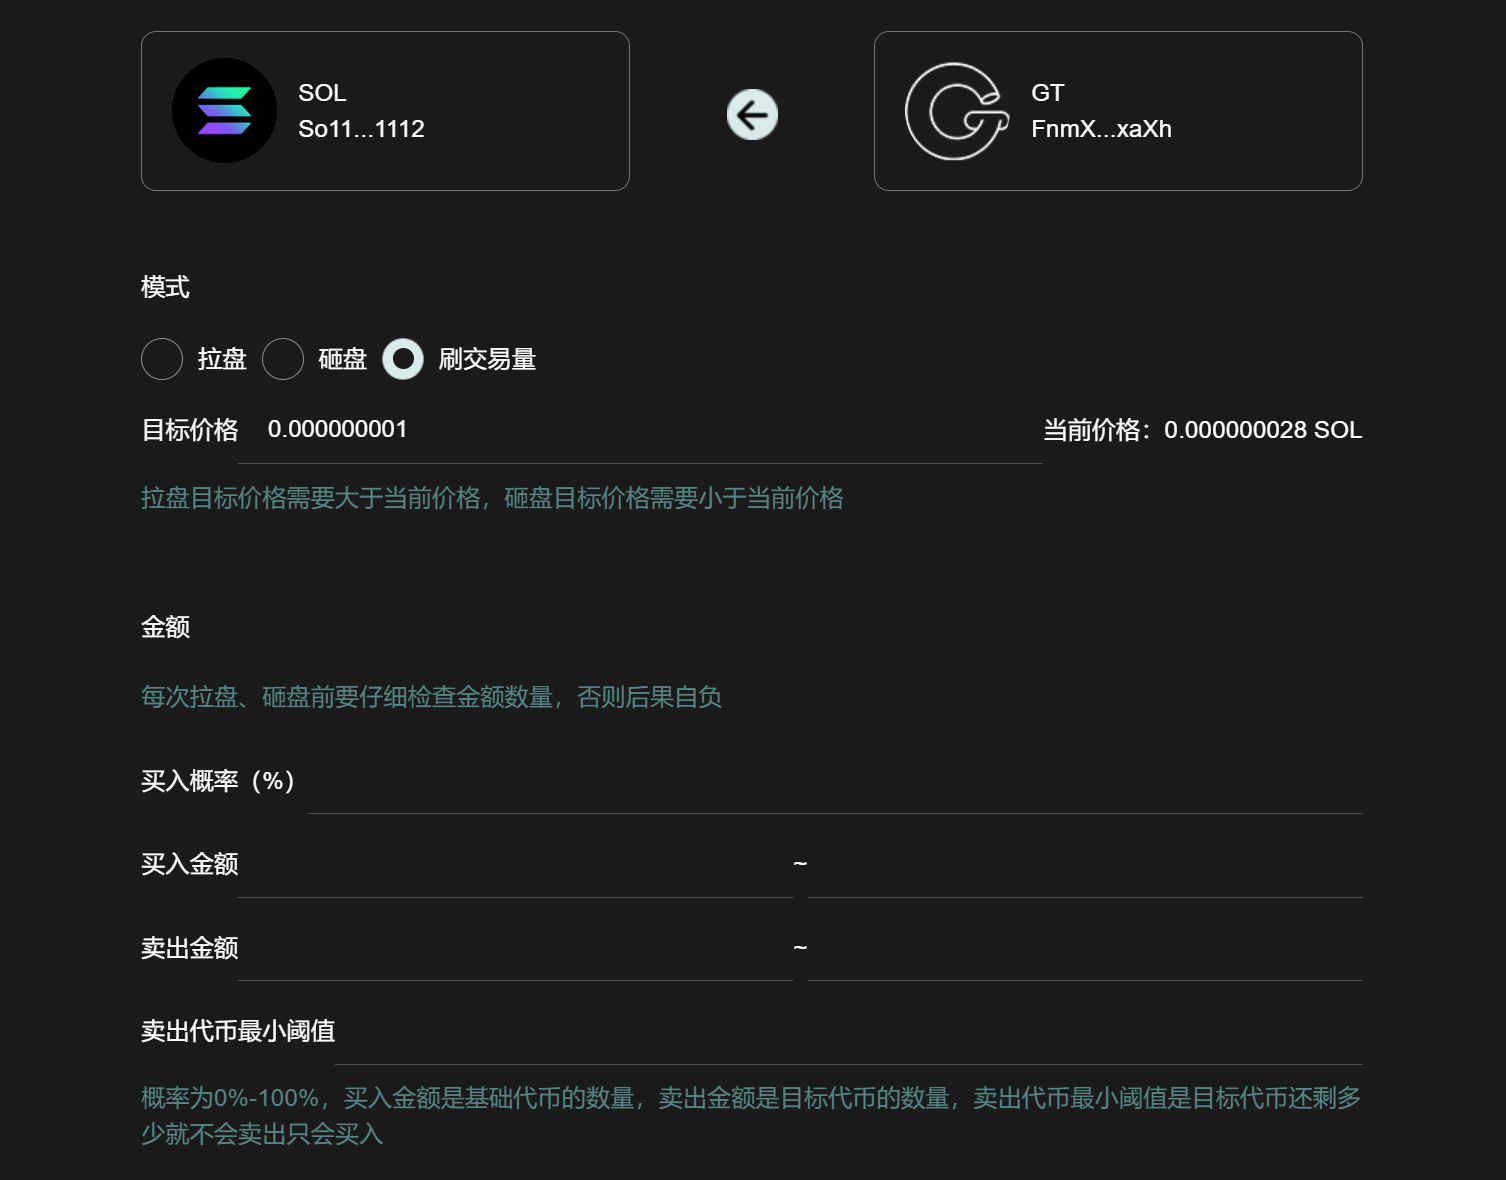 SOL
So11...1112
GT
FnmX...xaXh
模式
拉盘 砸盘 刷交易量
目标价格 0.000000001 当前价格：0.000000028 SOL
拉盘目标价格需要大于当前价格，砸盘目标价格需要小于当前价格
金额
每次拉盘、砸盘前要仔细检查金额数量，否则后果自负
买入概率（%）
买入金额 ~
卖出金额 ~
卖出代币最小阈值
概率为0%-100%，买入金额是基础代币的数量，卖出金额是目标代币的数量，卖出代币最小阈值是目标代币还剩多
少就不会卖出只会买入